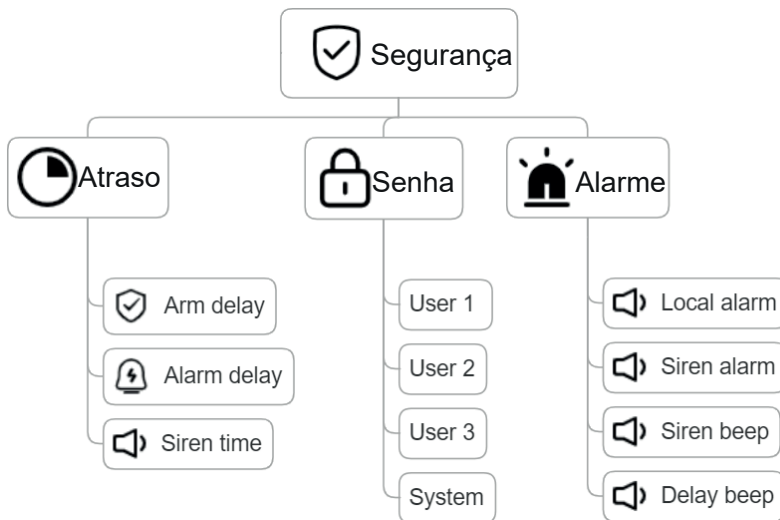 Segurança
Atraso
Senha
Alarme
Arm delay
Alarm delay
Siren time
User 1
User 2
User 3
System
Local alarm
Siren alarm
Siren beep
Delay beep